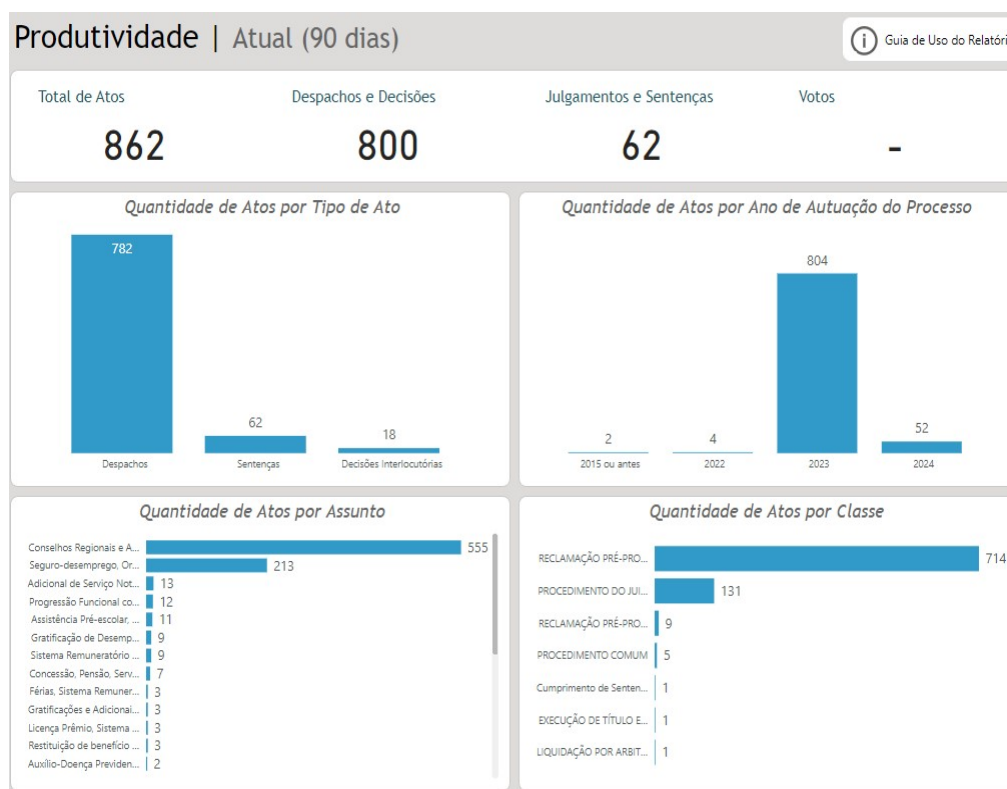 Produtividade | Atual (90 dias)
Guia de Uso do Relatóri
Total de Atos
Despachos e Decisões
Julgamentos e Sentenças
Votos
862
800
62
-
Quantidade de Atos por Tipo de Ato
782
62
18
Despachos
Sentenças
Decisões Interlocutórias
Quantidade de Atos por Ano de Autuação do Processo
2
4
804
52
2015 ou antes
2022
2023
2024
Quantidade de Atos por Assunto
Conselhos Regionais e A... 555
Seguro-desemprego, Or... 213
Adicional de Serviço Not... 13
Progressão Funcional co... 12
Assistência Pré-escolar, ... 11
Gratificação de Desemp... 9
Sistema Remuneratório ... 9
Concessão, Pensão, Serv... 7
Férias, Sistema Remuner... 3
Gratificações e Adicionai... 3
Licença Prêmio, Sistema ... 3
Restituição de benefício ... 3
Auxílio-Doença Previden... 2
Quantidade de Atos por Classe
RECLAMAÇÃO PRÉ-PRO... 714
PROCEDIMENTO DO JUI... 131
RECLAMAÇÃO PRÉ-PRO... 9
PROCEDIMENTO COMUM 5
Cumprimento de Senten... 1
EXECUÇÃO DE TÍTULO E... 1
LIQUIDAÇÃO POR ARBIT... 1